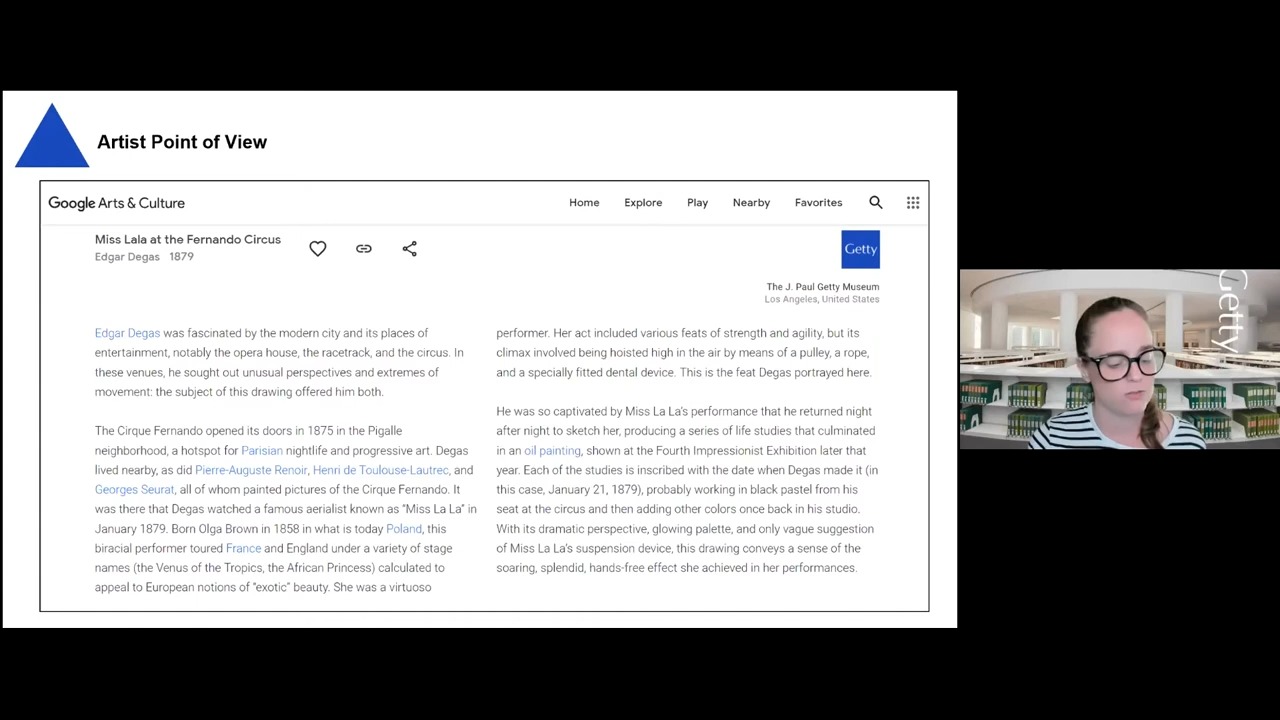 Artist Point of View
Google Arts & Culture
Home
Explore
Play
Nearby
Favorites
Miss Lala at the Fernando Circus
Edgar Degas 1879
Getty
The J. Paul Getty Museum
Los Angeles, United States
Edgar Degas was fascinated by the modern city and its places of
entertainment, notably the opera house, the racetrack, and the circus. In
these venues, he sought out unusual perspectives and extremes of
movement: the subject of this drawing offered him both.
The Cirque Fernando opened its doors in 1875 in the Pigalle
neighborhood, a hotspot for Parisian nightlife and progressive art. Degas
lived nearby, as did Pierre-Auguste Renoir, Henri de Toulouse-Lautrec, and
Georges Seurat, all of whom painted pictures of the Cirque Fernando. It
was there that Degas watched a famous aerialist known as “Miss La La” in
January 1879. Born Olga Brown in 1858 in what is today Poland, this
biracial performer toured France and England under a variety of stage
names (the Venus of the Tropics, the African Princess) calculated to
appeal to European notions of “exotic” beauty. She was a virtuoso
performer. Her act included various feats of strength and agility, but its
climax involved being hoisted high in the air by means of a pulley, a rope,
and a specially fitted dental device. This is the feat Degas portrayed here.
He was so captivated by Miss La La’s performance that he returned night
after night to sketch her, producing a series of life studies that culminated
in an oil painting, shown at the Fourth Impressionist Exhibition later that
year. Each of the studies is inscribed with the date when Degas made it (in
this case, January 21, 1879), probably working in black pastel from his
seat at the circus and then adding other colors once back in his studio.
With its dramatic perspective, glowing palette, and only vague suggestion
of Miss La La’s suspension device, this drawing conveys a sense of the
soaring, splendid, hands-free effect she achieved in her performances.
Getty